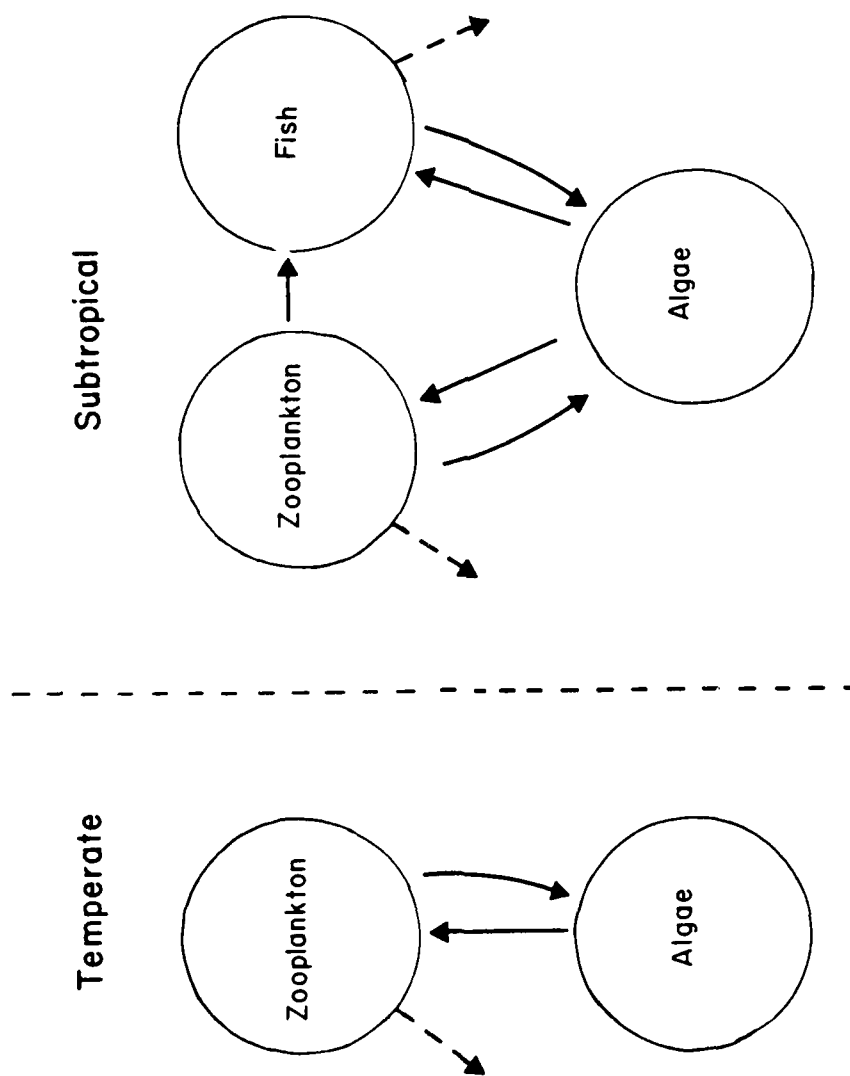 Temperate
Zooplankton
Algae
Subtropical
Zooplankton
Fish
Algae